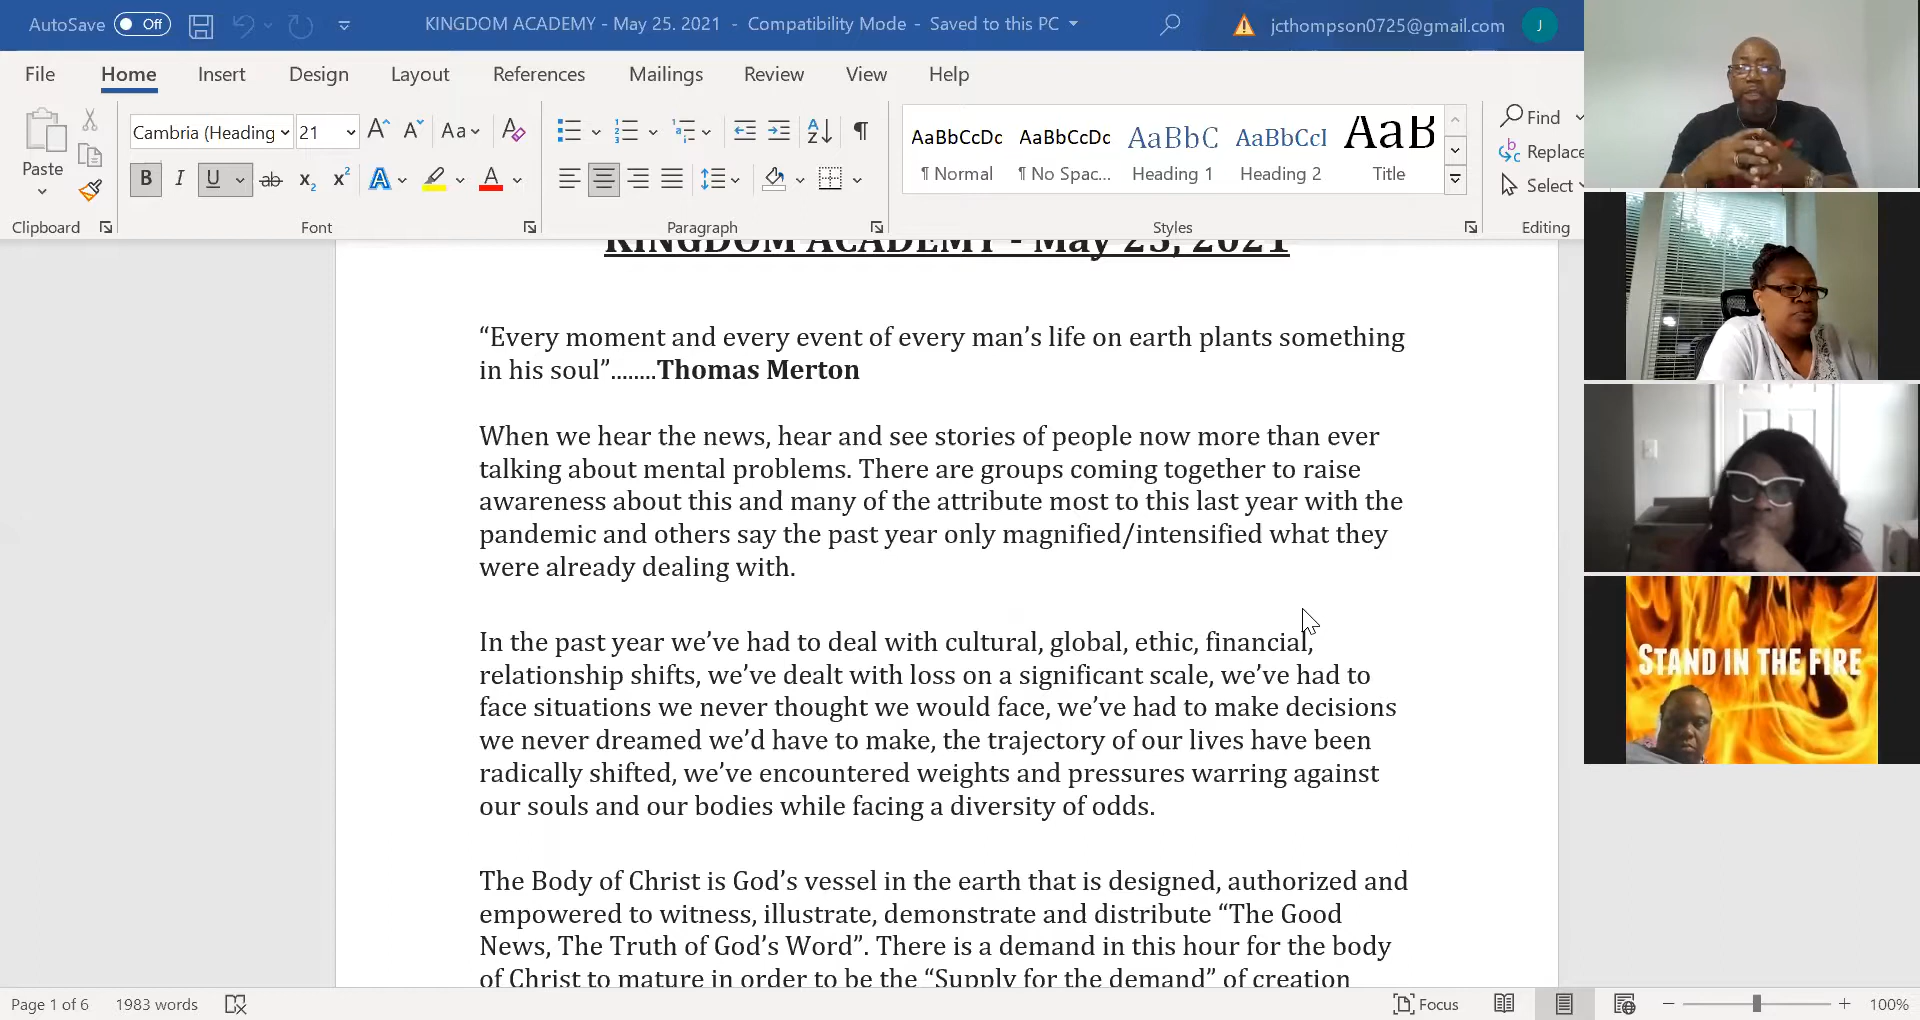 AutoSave Off KINGDOM ACADEMY - May 25. 2021 - Compatibility Mode - Saved to this PC jcthompson0725@gmail.com J
File Home Insert Design Layout References Mailings Review View Help
Cambria (Heading 21 Aa
Paste
B I U ab x₂ x² A A
AaBbCcDc AaBbCcDc AaBbC AaBbCcI AaB
¶ Normal ¶ No Spac... Heading 1 Heading 2 Title
Find
Replace
Select
Clipboard Font Paragraph Styles Editing
KINGDOM ACADEMY - May 25, 2021
“Every moment and every event of every man’s life on earth plants something
in his soul”........Thomas Merton
When we hear the news, hear and see stories of people now more than ever
talking about mental problems. There are groups coming together to raise
awareness about this and many of the attribute most to this last year with the
pandemic and others say the past year only magnified/intensified what they
were already dealing with.
In the past year we’ve had to deal with cultural, global, ethic, financial,
relationship shifts, we’ve dealt with loss on a significant scale, we’ve had to
face situations we never thought we would face, we’ve had to make decisions
we never dreamed we’d have to make, the trajectory of our lives have been
radically shifted, we’ve encountered weights and pressures warring against
our souls and our bodies while facing a diversity of odds.
The Body of Christ is God’s vessel in the earth that is designed, authorized and
empowered to witness, illustrate, demonstrate and distribute “The Good
News, The Truth of God’s Word”. There is a demand in this hour for the body
of Christ to mature in order to be the “Supply for the demand” of creation
STAND IN THE FIRE
Page 1 of 6 1983 words Focus 100%